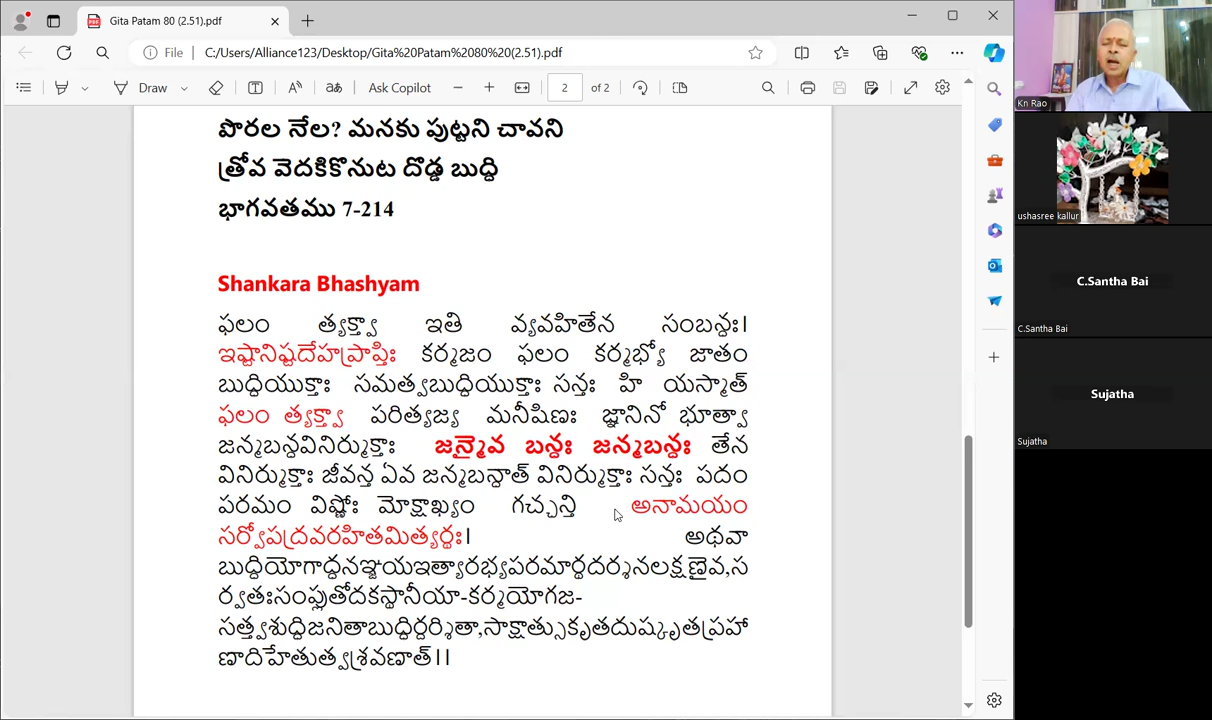 Gita Patam 80 (2.51).pdf
File
C:/Users/Alliance123/Desktop/Gita%20Patam%2080%20(2.51).pdf
Draw
Ask Copilot
2 of 2
పొరల నేల? మనకు పుట్టని చావని
త్రోవ వెదకికొనుట దొడ్డ బుద్ధి
భాగవతము 7-214
Shankara Bhashyam
ఫలం త్యక్త్వా ఇతి వ్యవహితేన సంబన్ధః।
ఇష్టానిష్టదేహప్రాప్తిః కర్మజం ఫలం కర్మభ్యో జాతం
బుద్ధియుక్తాః సమత్వబుద్ధియుక్తాః సన్తః హి యస్మాత్
ఫలం త్యక్త్వా పరిత్యజ్య మనీషిణః జ్ఞానినో భూత్వా
జన్మబన్ధవినిర్ముక్తాః జన్మైవ బన్ధః జన్మబన్ధః తేన
వినిర్ముక్తాః జీవన్త ఏవ జన్మబన్ధాత్ వినిర్ముక్తాః సన్తః పదం
పరమం విష్ణోః మోక్షాఖ్యం గచ్ఛన్తి అనామయం
సర్వోపద్రవరహితమిత్యర్థః। అథవా
బుద్ధియోగాద్ధనఞ్జయఇత్యారభ్యపరమార్థదర్శనలక్షణైవ,స
ర్వతఃసంప్లుతోదకస్థానీయా-కర్మయోగజ-
సత్త్వశుద్ధిజనితాబుద్ధిర్దర్శితా,సాక్షాత్సుకృతదుష్కృతప్రహా
ణాదిహేతుత్వశ్రవణాత్।।
Kn Rao
ushasree kallur
C.Santha Bai
C.Santha Bai
Sujatha
Sujatha